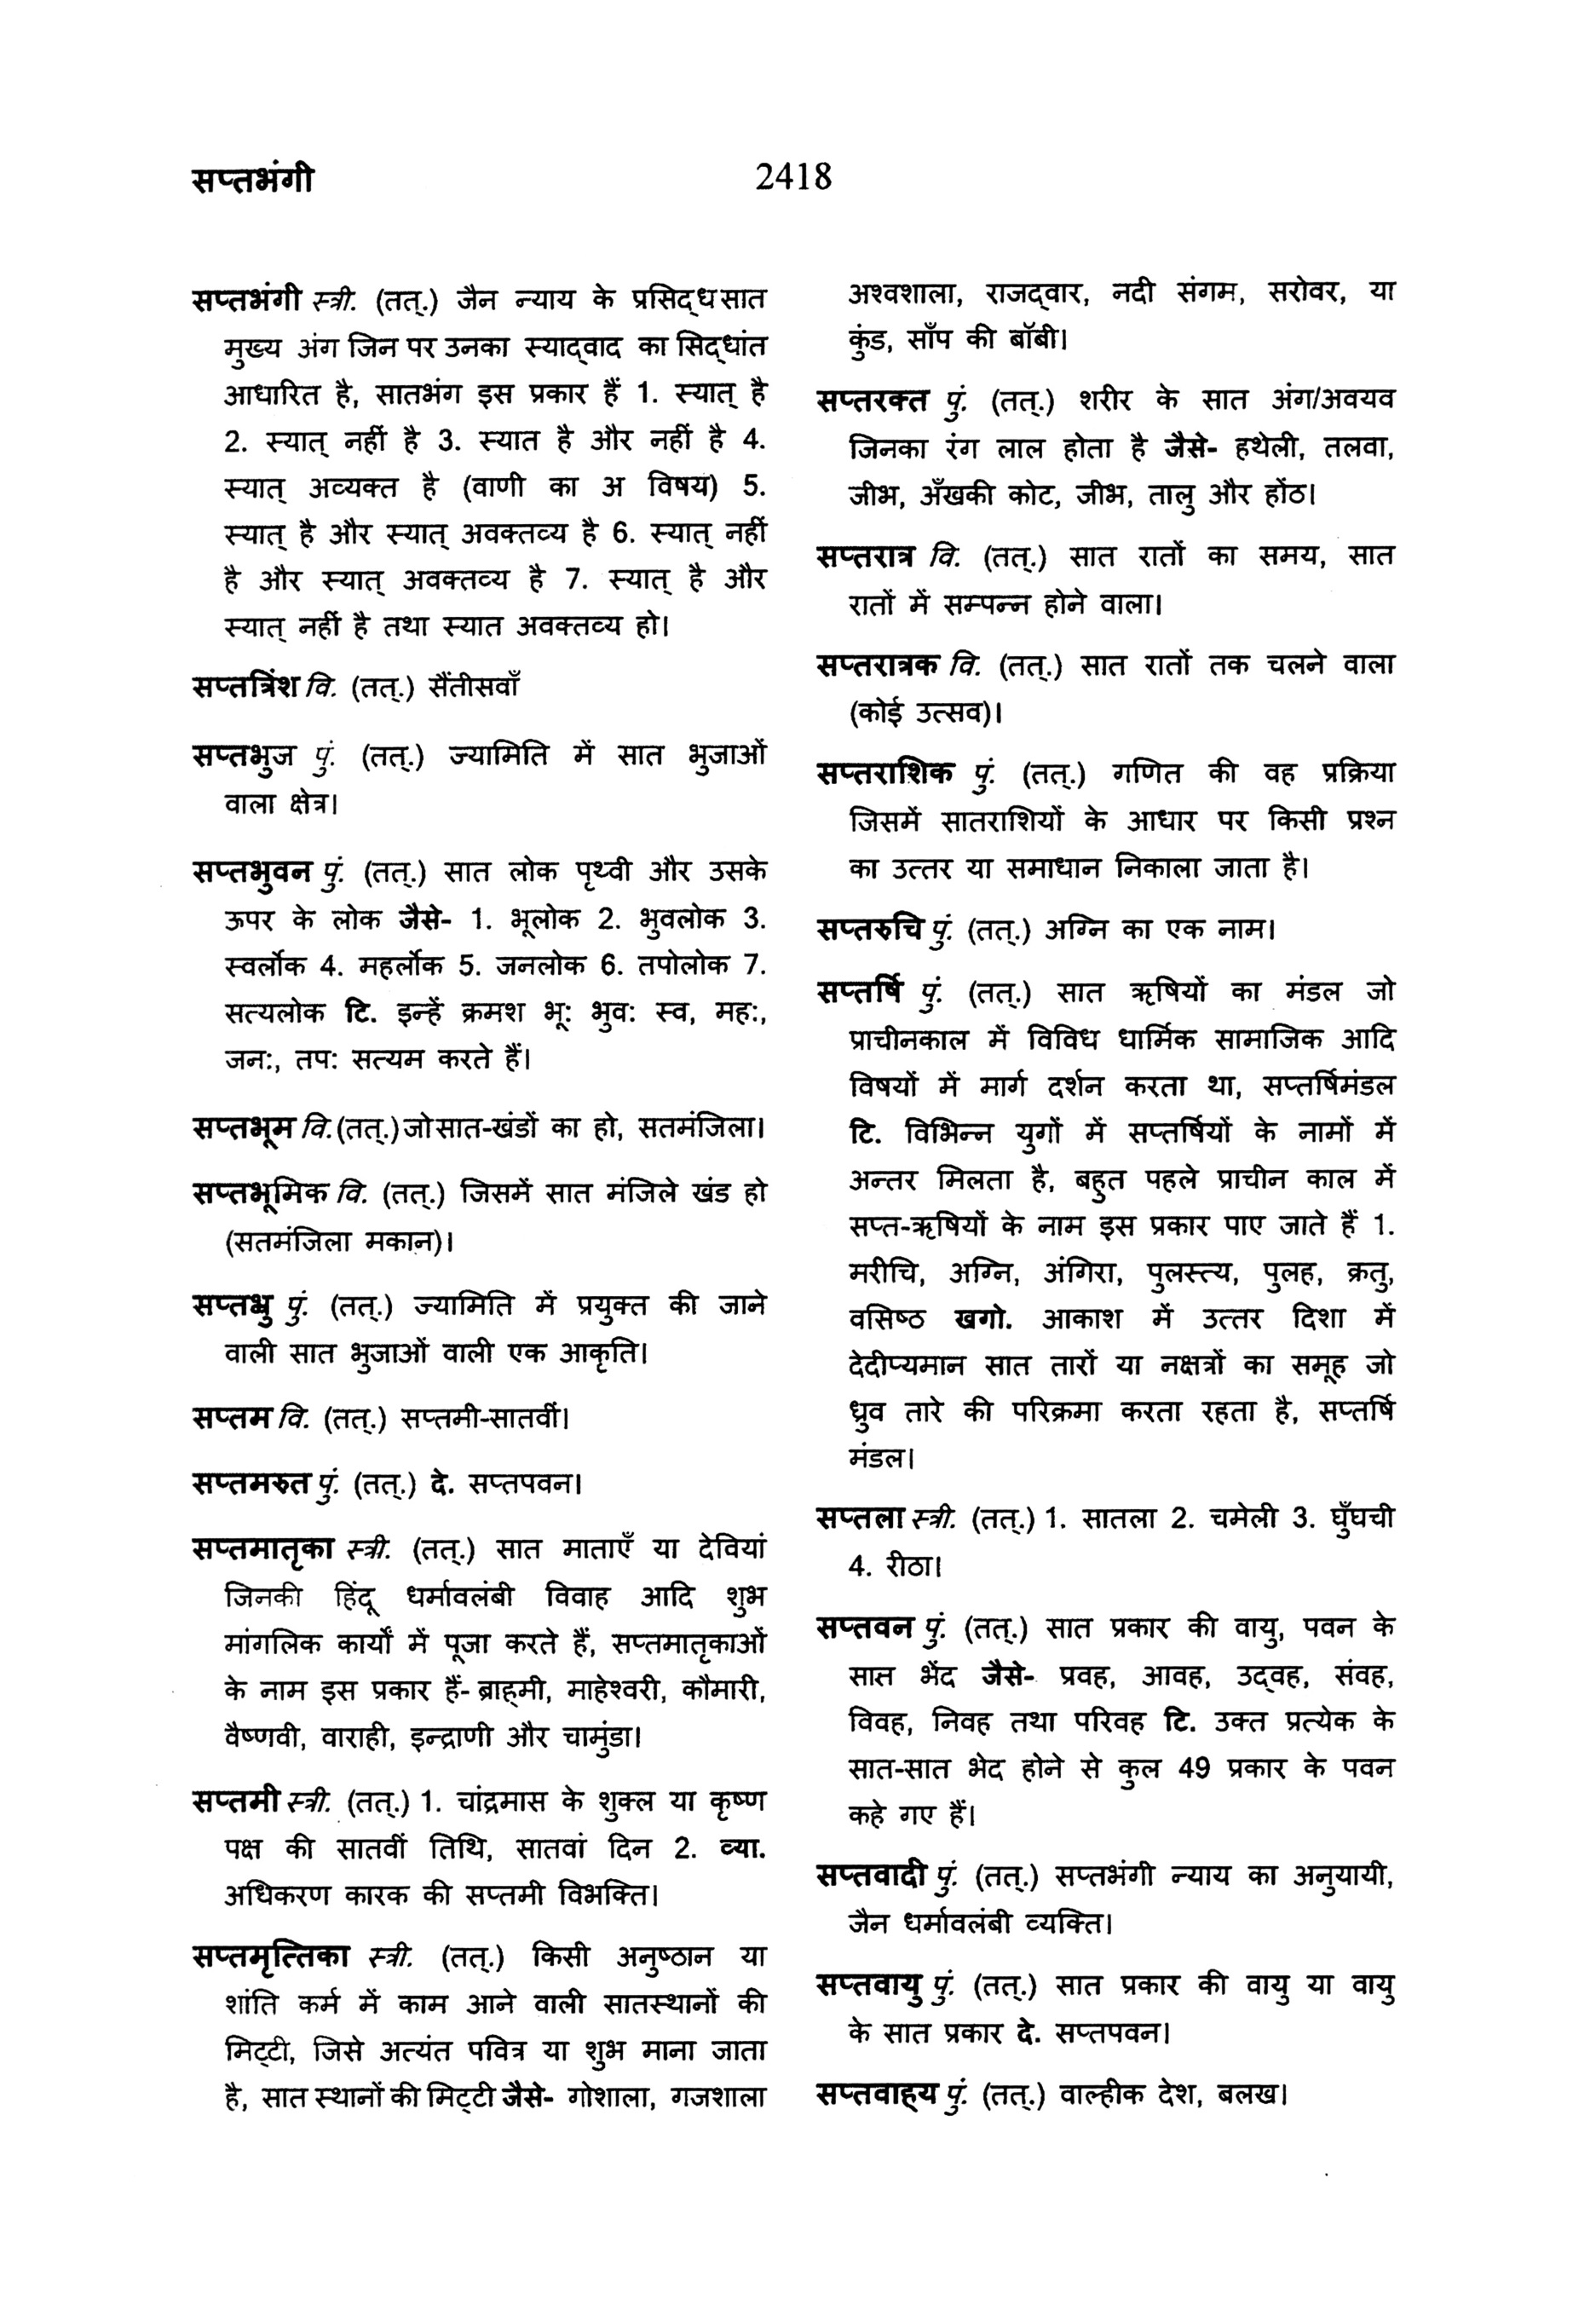 सप्तभंगी
2418
सप्तभंगी स्त्री. (तत्.) जैन न्याय के प्रसिद्ध सात
मुख्य अंग जिन पर उनका स्याद्वाद का सिद्धांत
आधारित है, सातभंग इस प्रकार हैं 1. स्यात् है
2. स्यात् नहीं है 3. स्यात है और नहीं है 4.
स्यात् अव्यक्त है (वाणी का अ विषय) 5.
स्यात् है और स्यात् अवक्तव्य है 6. स्यात् नहीं
है और स्यात् अवक्तव्य है 7. स्यात् है और
स्यात् नहीं है तथा स्यात अवक्तव्य हो।
सप्तत्रिंश वि. (तत्.) सैंतीसवाँ
सप्तभुज पुं. (तत्.) ज्यामिति में सात भुजाओं
वाला क्षेत्र।
सप्तभुवन पुं. (तत्.) सात लोक पृथ्वी और उसके
ऊपर के लोक जैसे- 1. भूलोक 2. भुवलोक 3.
स्वर्लोक 4. महर्लोक 5. जनलोक 6. तपोलोक 7.
सत्यलोक टि. इन्हें क्रमश भू: भुव: स्व, मह:,
जन:, तप: सत्यम करते हैं।
सप्तभूम वि. (तत्.) जो सात-खंडों का हो, सतमंजिला।
सप्तभूमिक वि. (तत्.) जिसमें सात मंजिले खंड हो
(सतमंजिला मकान)।
सप्तभु पुं. (तत्.) ज्यामिति में प्रयुक्त की जाने
वाली सात भुजाओं वाली एक आकृति।
सप्तम वि. (तत्.) सप्तमी-सातवीं।
सप्तमरुत पुं. (तत्.) दे. सप्तपवन।
सप्तमातृका स्त्री. (तत्.) सात माताएँ या देवियां
जिनकी हिंदू धर्मावलंबी विवाह आदि शुभ
मांगलिक कार्यों में पूजा करते हैं, सप्तमातृकाओं
के नाम इस प्रकार हैं- ब्राह्मी, माहेश्वरी, कौमारी,
वैष्णवी, वाराही, इन्द्राणी और चामुंडा।
सप्तमी स्त्री. (तत्.) 1. चांद्रमास के शुक्ल या कृष्ण
पक्ष की सातवीं तिथि, सातवां दिन 2. व्या.
अधिकरण कारक की सप्तमी विभक्ति।
सप्तमृत्तिका स्त्री. (तत्.) किसी अनुष्ठान या
शांति कर्म में काम आने वाली सातस्थानों की
मिट्टी, जिसे अत्यंत पवित्र या शुभ माना जाता
है, सात स्थानों की मिट्टी जैसे- गोशाला, गजशाला
अश्वशाला, राजद्वार, नदी संगम, सरोवर, या
कुंड, साँप की बॉबी।
सप्तरक्त पुं. (तत्.) शरीर के सात अंग/अवयव
जिनका रंग लाल होता है जैसे- हथेली, तलवा,
जीभ, अँखकी कोट, जीभ, तालु और होंठ।
सप्तरात्र वि. (तत्.) सात रातों का समय, सात
रातों में सम्पन्न होने वाला।
सप्तरात्रक वि. (तत्.) सात रातों तक चलने वाला
(कोई उत्सव)।
सप्तराशिक पुं. (तत्.) गणित की वह प्रक्रिया
जिसमें सातराशियों के आधार पर किसी प्रश्न
का उत्तर या समाधान निकाला जाता है।
सप्तरुचि पुं. (तत्.) अग्नि का एक नाम।
सप्तर्षि पुं. (तत्.) सात ऋषियों का मंडल जो
प्राचीनकाल में विविध धार्मिक सामाजिक आदि
विषयों में मार्ग दर्शन करता था, सप्तर्षिमंडल
टि. विभिन्न युगों में सप्तर्षियों के नामों में
अन्तर मिलता है, बहुत पहले प्राचीन काल में
सप्त-ऋषियों के नाम इस प्रकार पाए जाते हैं 1.
मरीचि, अग्नि, अंगिरा, पुलस्त्य, पुलह, क्रतु,
वसिष्ठ खगो. आकाश में उत्तर दिशा में
देदीप्यमान सात तारों या नक्षत्रों का समूह जो
ध्रुव तारे की परिक्रमा करता रहता है, सप्तर्षि
मंडल।
सप्तला स्त्री. (तत्.) 1. सातला 2. चमेली 3. घुँघची
4. रीठा।
सप्तवन पुं. (तत्.) सात प्रकार की वायु, पवन के
सात भेंद जैसे- प्रवह, आवह, उद्वह, संवह,
विवह, निवह तथा परिवह टि. उक्त प्रत्येक के
सात-सात भेद होने से कुल 49 प्रकार के पवन
कहे गए हैं।
सप्तवादी पुं. (तत्.) सप्तभंगी न्याय का अनुयायी,
जैन धर्मावलंबी व्यक्ति।
सप्तवायु पुं. (तत्.) सात प्रकार की वायु या वायु
के सात प्रकार दे. सप्तपवन।
सप्तवाह्य पुं. (तत्.) वाल्हीक देश, बलख।